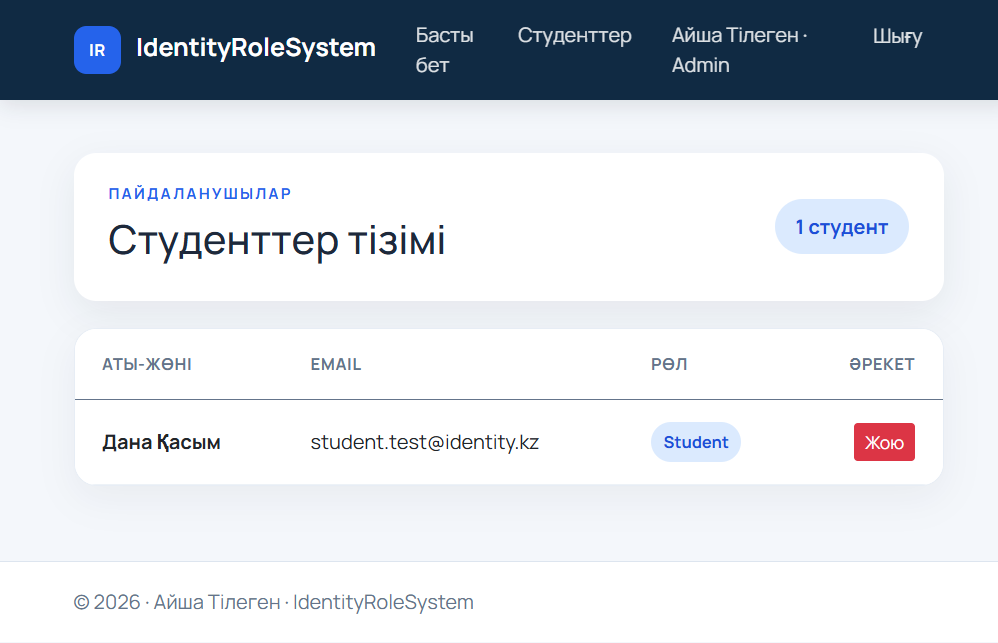 IR
IdentityRoleSystem
Басты
бет
Студенттер
Айша Тілеген ·
Admin
Шығу
ПАЙДАЛАНУШЫЛАР
Студенттер тізімі
1 студент
АТЫ-ЖӨНІ EMAIL РӨЛ ӘРЕКЕТ
Дана Қасым student.test@identity.kz Student Жою
© 2026 · Айша Тілеген · IdentityRoleSystem